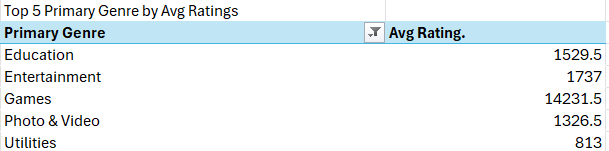 Top 5 Primary Genre by Avg Ratings
Primary Genre Avg Rating.
Education 1529.5
Entertainment 1737
Games 14231.5
Photo & Video 1326.5
Utilities 813